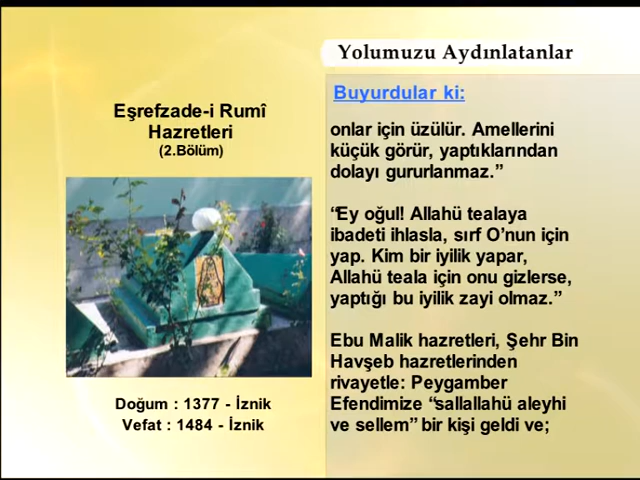 Yolumuzu Aydınlatanlar
Eşrefzade-i Rumî
Hazretleri
(2.Bölüm)
Doğum : 1377 - İznik
Vefat : 1484 - İznik
Buyurdular ki:
onlar için üzülür. Amellerini
küçük görür, yaptıklarından
dolayı gururlanmaz.”
“Ey oğul! Allahü tealaya
ibadeti ihlasla, sırf O’nun için
yap. Kim bir iyilik yapar,
Allahü teala için onu gizlerse,
yaptığı bu iyilik zayi olmaz.”
Ebu Malik hazretleri, Şehr Bin
Havşeb hazretlerinden
rivayetle: Peygamber
Efendimize “sallallahü aleyhi
ve sellem” bir kişi geldi ve;